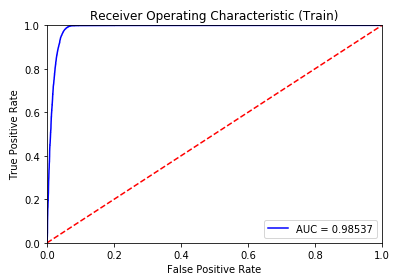 Receiver Operating Characteristic (Train)
True Positive Rate
1.0
0.8
0.6
0.4
0.2
0.0
AUC = 0.98537
0.0 0.2 0.4 0.6 0.8 1.0
False Positive Rate